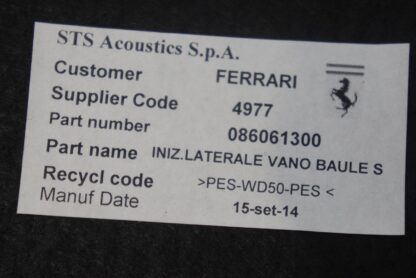 STS Acoustics S.p.A.
Customer FERRARI
Supplier Code 4977
Part number 086061300
Part name INIZ.LATERALE VANO BAULE S
Recycl code >PES-WD50-PES <
Manuf Date 15-set-14